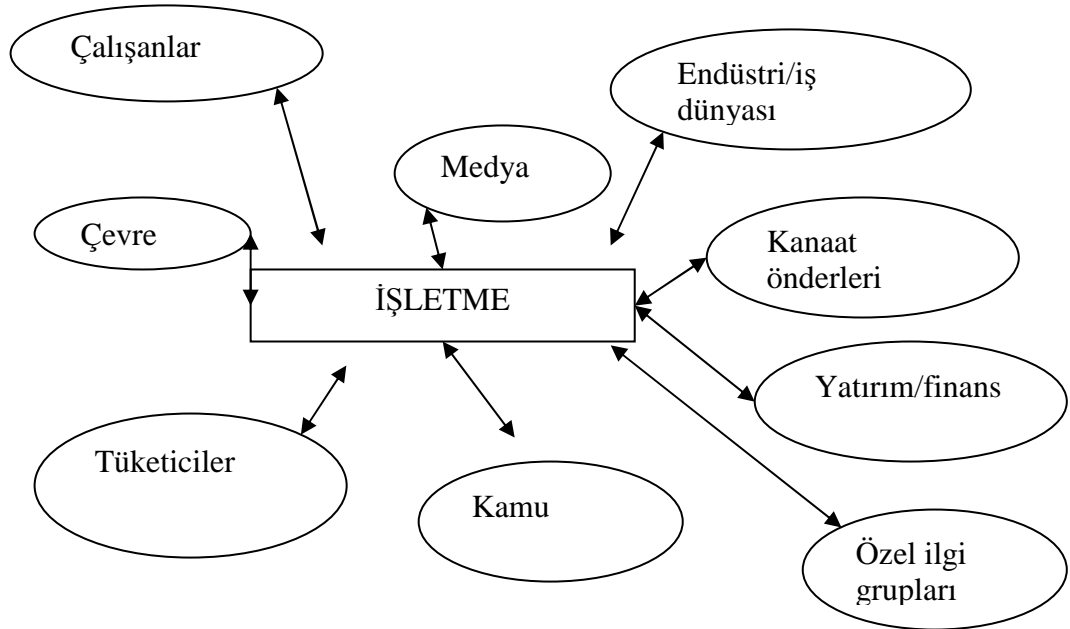 Çalışanlar
Endüstri/iş
dünyası
Medya
Çevre
Kanaat
önderleri
İŞLETME
Yatırım/finans
Tüketiciler
Kamu
Özel ilgi
grupları